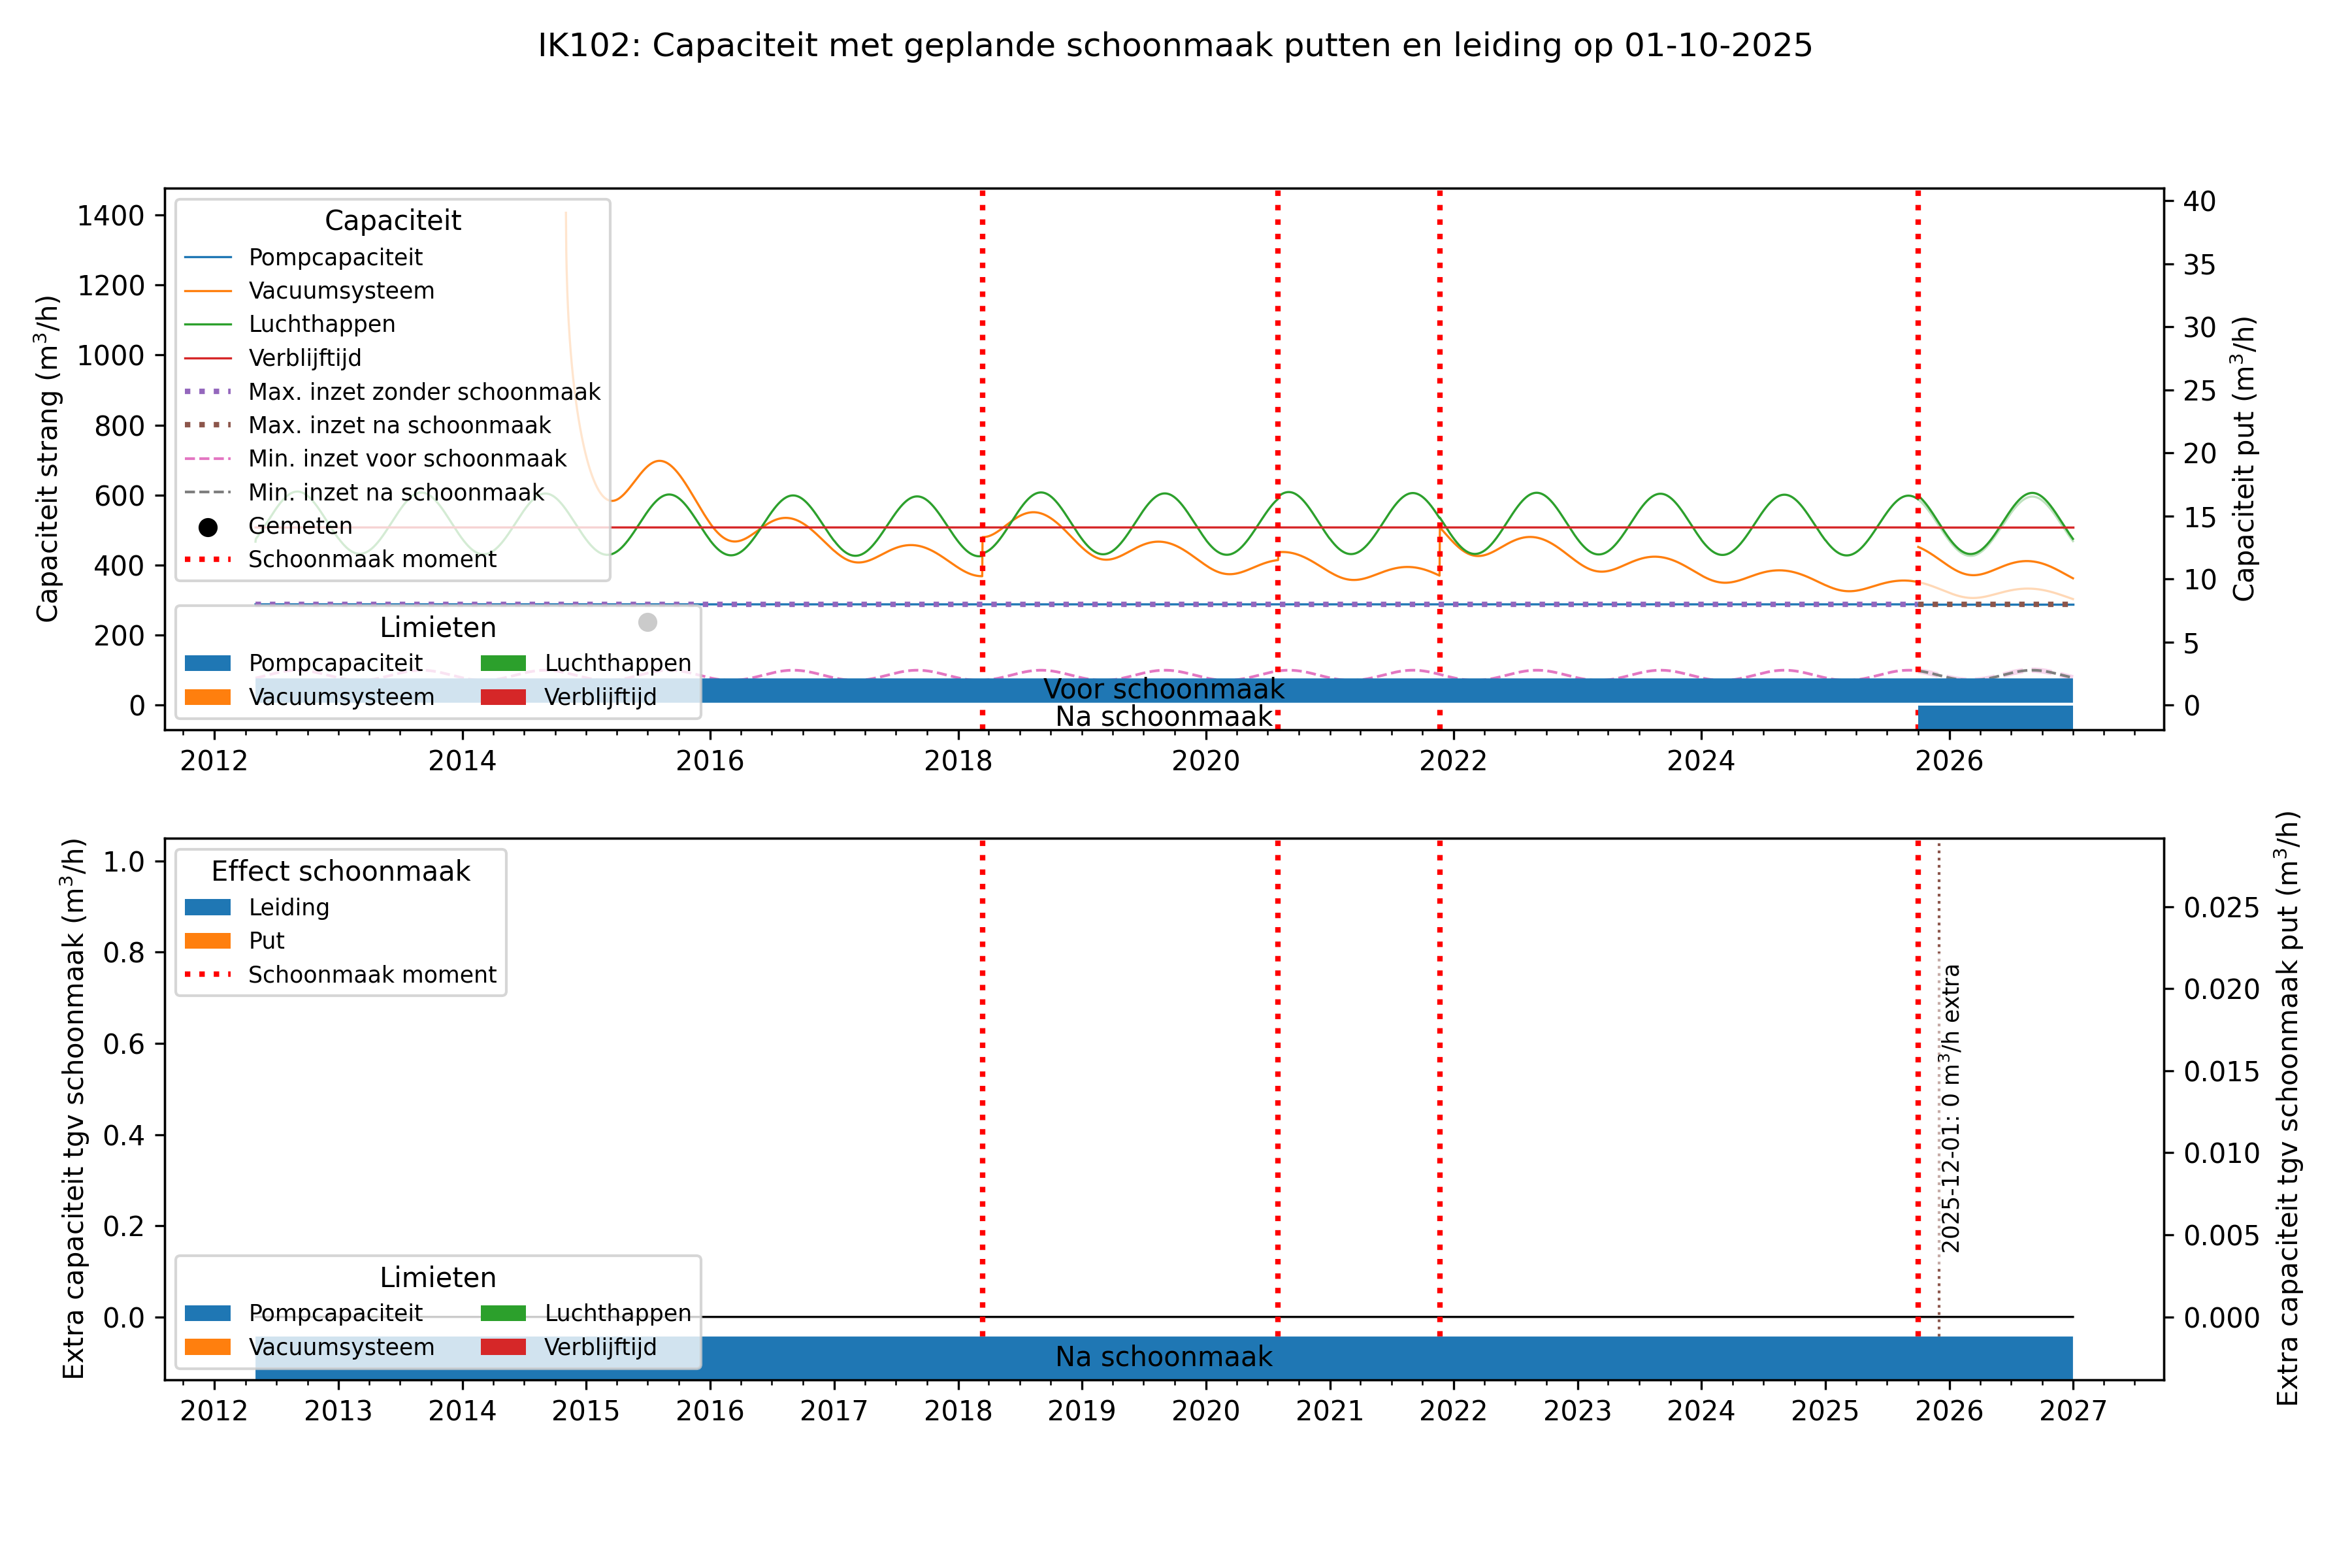 IK102: Capaciteit met geplande schoonmaak putten en leiding op 01-10-2025
Capaciteit strang (m³/h)
1400
1200
1000
800
600
400
200
0
Capaciteit
Pompcapaciteit
Vacuumsysteem
Luchthappen
Verblijftijd
Max. inzet zonder schoonmaak
Max. inzet na schoonmaak
Min. inzet voor schoonmaak
Min. inzet na schoonmaak
Gemeten
Schoonmaak moment
Limieten
Pompcapaciteit Luchthappen
Vacuumsysteem Verblijftijd
Voor schoonmaak
Na schoonmaak
40
35
30
25
20
15
10
5
0
Capaciteit put (m³/h)
2012 2014 2016 2018 2020 2022 2024 2026
Extra capaciteit tgv schoonmaak (m³/h)
1.0
0.8
0.6
0.4
0.2
0.0
Effect schoonmaak
Leiding
Put
Schoonmaak moment
Limieten
Pompcapaciteit Luchthappen
Vacuumsysteem Verblijftijd
Na schoonmaak
2025-12-01: 0 m³/h extra
0.025
0.020
0.015
0.010
0.005
0.000
Extra capaciteit tgv schoonmaak put (m³/h)
2012 2013 2014 2015 2016 2017 2018 2019 2020 2021 2022 2023 2024 2025 2026 2027